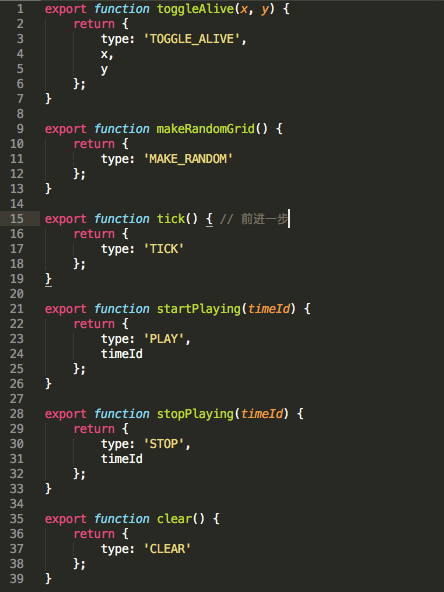 1 export function toggleAlive(x, y) {
2     return {
3         type: 'TOGGLE_ALIVE',
4         x,
5         y
6     };
7 }
8
9 export function makeRandomGrid() {
10     return {
11         type: 'MAKE_RANDOM'
12     };
13 }
14
15 export function tick() { // 前进一步
16     return {
17         type: 'TICK'
18     };
19 }
20
21 export function startPlaying(timeId) {
22     return {
23         type: 'PLAY',
24         timeId
25     };
26 }
27
28 export function stopPlaying(timeId) {
29     return {
30         type: 'STOP',
31         timeId
32     };
33 }
34
35 export function clear() {
36     return {
37         type: 'CLEAR'
38     };
39 }